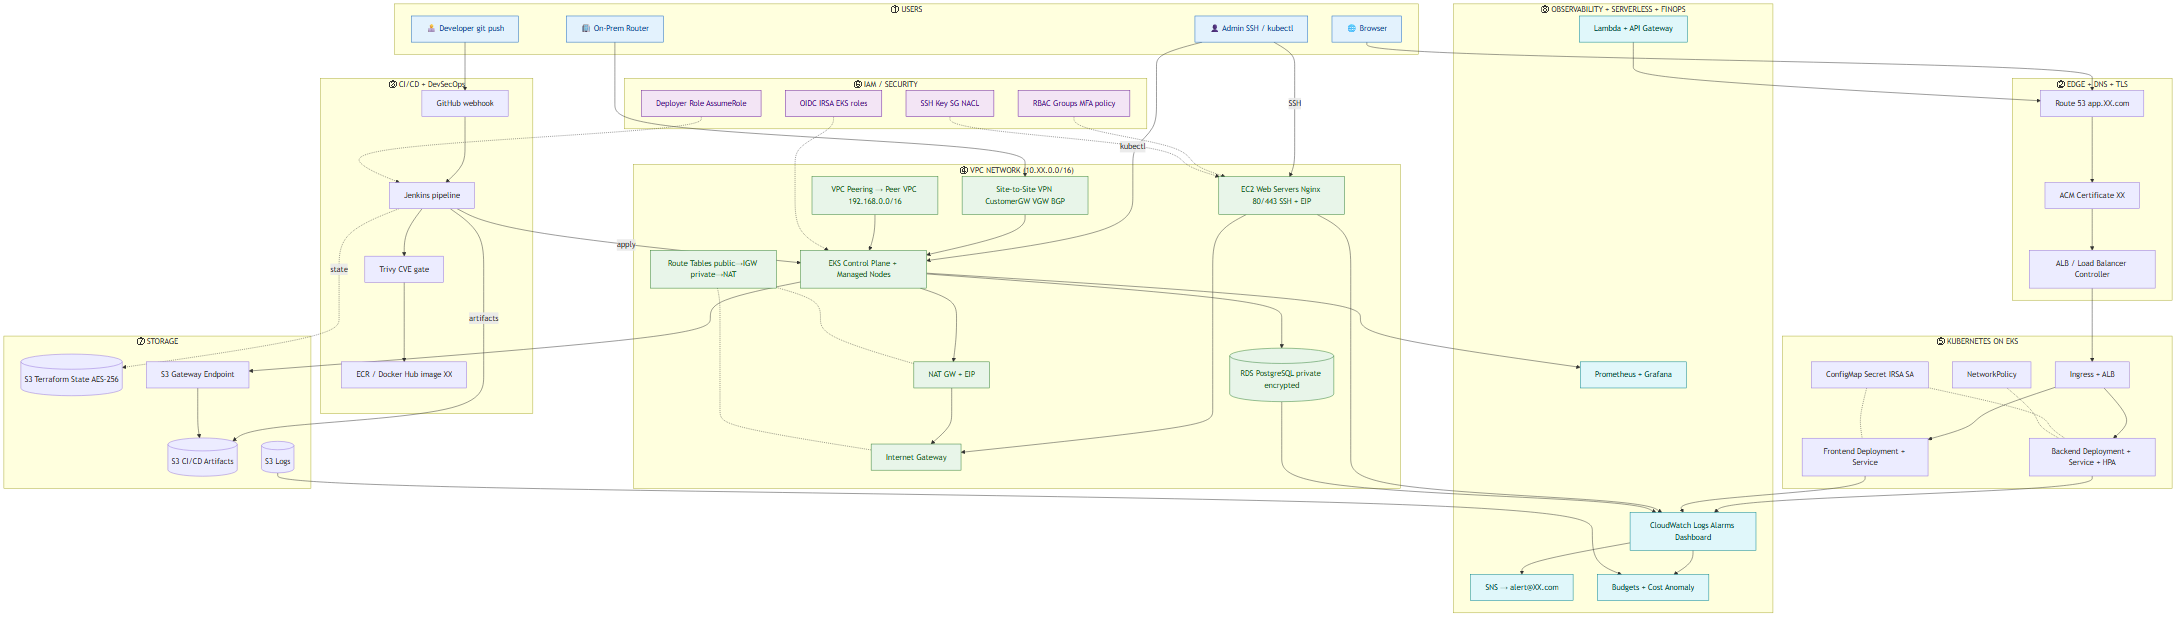 ① USERS
⑧ OBSERVABILITY + SERVERLESS + FINOPS
Developer git push
On-Prem Router
Admin SSH / kubectl
Browser
Lambda + API Gateway
③ CI/CD + DevSecOps
⑥ IAM / SECURITY
② EDGE + DNS + TLS
GitHub webhook
Deployer Role AssumeRole
OIDC IRSA EKS roles
SSH Key SG NACL
RBAC Groups MFA policy
SSH
Route 53 app.XX.com
kubectl
④ VPC NETWORK (10.XX.0.0/16)
Jenkins pipeline
VPC Peering → Peer VPC
192.168.0.0/16
Site-to-Site VPN
CustomerGW VGW BGP
EC2 Web Servers Nginx
80/443 SSH + EIP
ACM Certificate XX
apply
state
Trivy CVE gate
Route Tables public→IGW
private→NAT
EKS Control Plane +
Managed Nodes
ALB / Load Balancer
Controller
artifacts
⑦ STORAGE
⑤ KUBERNETES ON EKS
S3 Terraform State AES-256
S3 Gateway Endpoint
ECR / Docker Hub image XX
NAT GW + EIP
RDS PostgreSQL private
encrypted
Prometheus + Grafana
ConfigMap Secret IRSA SA
NetworkPolicy
Ingress + ALB
S3 CI/CD Artifacts
S3 Logs
Internet Gateway
Frontend Deployment +
Service
Backend Deployment +
Service + HPA
CloudWatch Logs Alarms
Dashboard
SNS → alert@XX.com
Budgets + Cost Anomaly